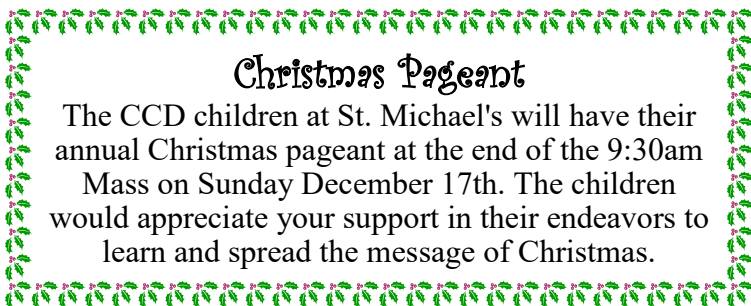 Christmas Pageant
The CCD children at St. Michael's will have their
annual Christmas pageant at the end of the 9:30am
Mass on Sunday December 17th. The children
would appreciate your support in their endeavors to
learn and spread the message of Christmas.